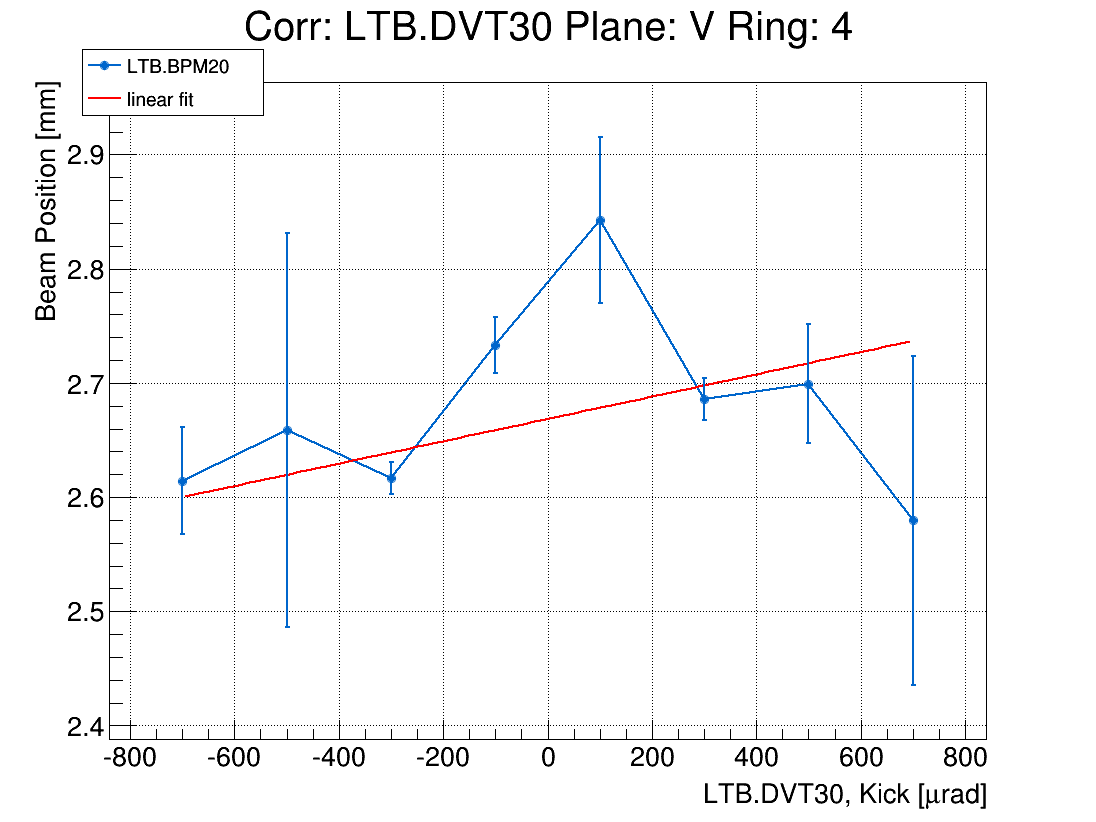 Corr: LTB.DVT30 Plane: V Ring: 4
LTB.BPM20
linear fit
Beam Position [mm]
2.9
2.8
2.7
2.6
2.5
2.4
-800 -600 -400 -200 0 200 400 600 800
LTB.DVT30, Kick [μrad]